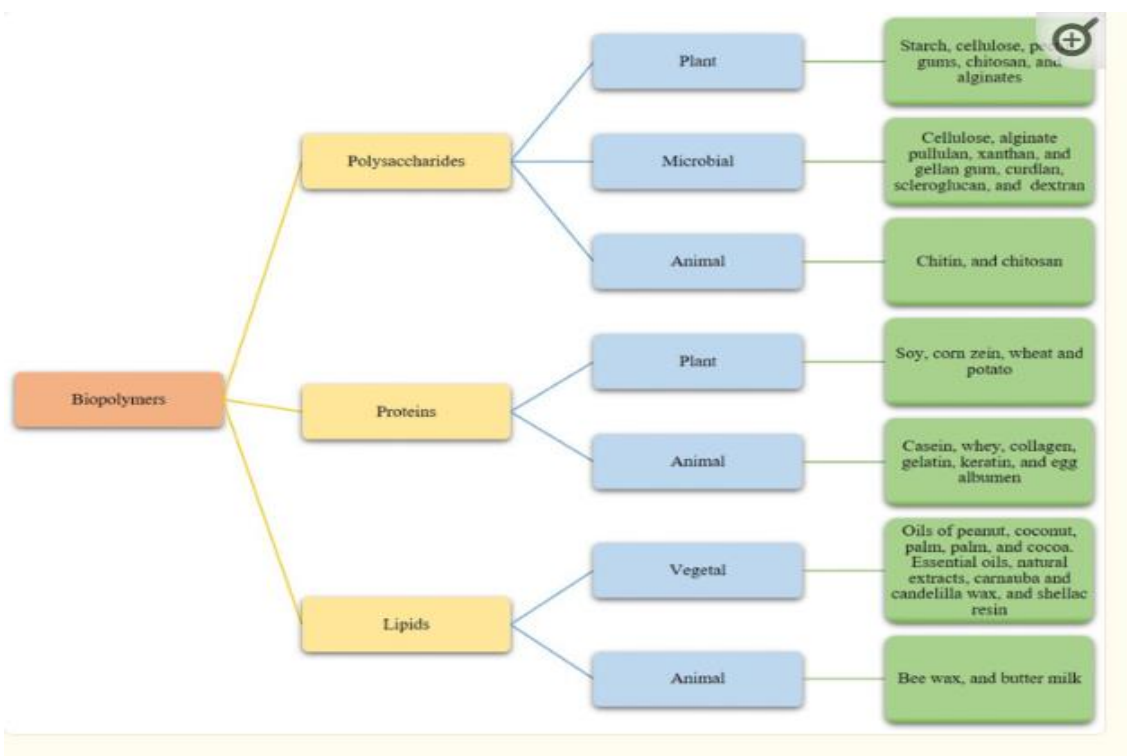 Plant
Starch, cellulose,
gums, chitosan, and
alginates
Polysaccharides
Microbial
Cellulose, alginate
pullulan, xanthan, and
gellan gum, curdlan,
scleroglucan, and dextran
Animal
Chitin, and chitosan
Biopolymers
Proteins
Plant
Soy, corn zein, wheat and
potato
Animal
Casein, whey, collagen,
gelatin, keratin, and egg
albumen
Lipids
Vegetal
Oils of peanut, coconut,
palm, palm, and cocoa.
Essential oils, natural
extracts, carnauba and
candelilla wax, and shellac
resin
Animal
Bee wax, and butter milk